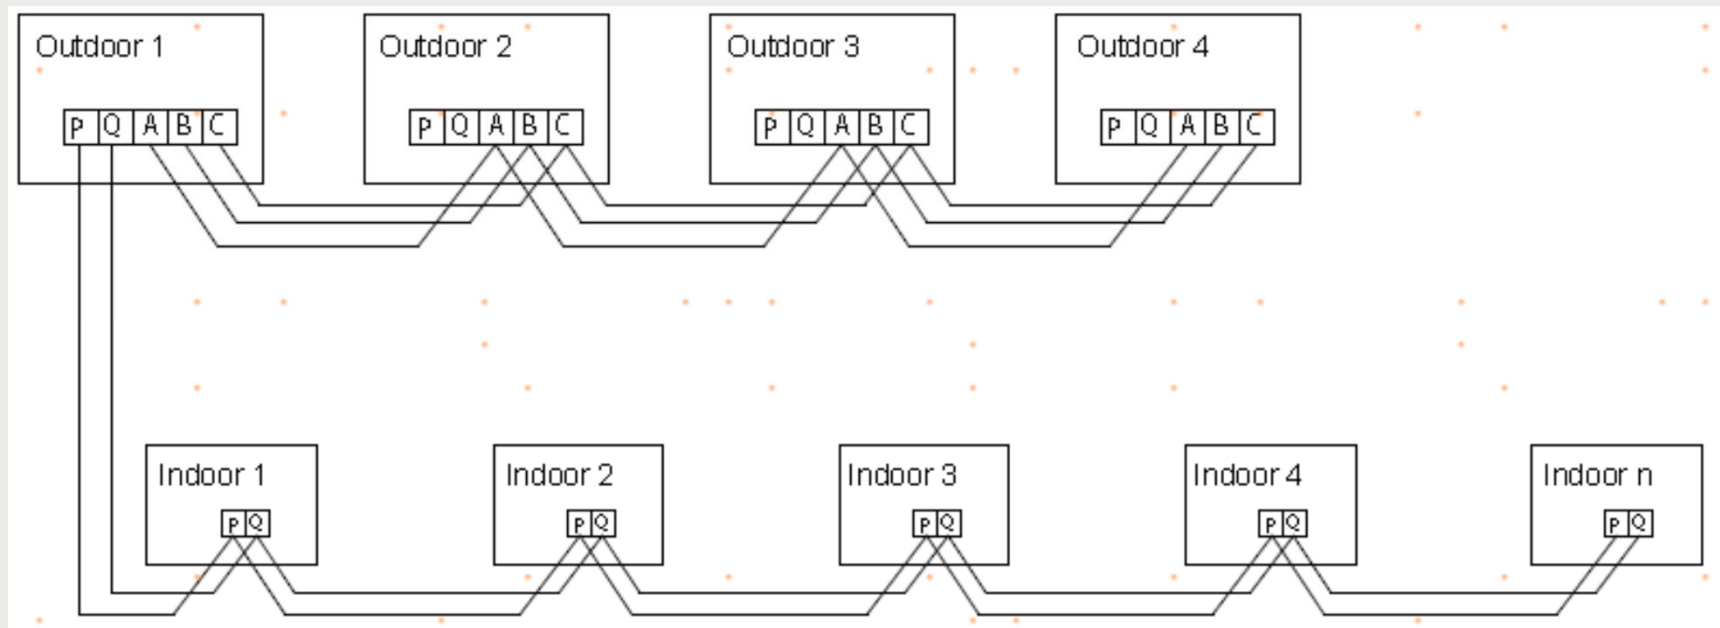 Outdoor 1
Outdoor 2
Outdoor 3
Outdoor 4
P Q A B C
P Q A B C
P Q A B C
P Q A B C
Indoor 1
Indoor 2
Indoor 3
Indoor 4
Indoor n
P Q
P Q
P Q
P Q
P Q